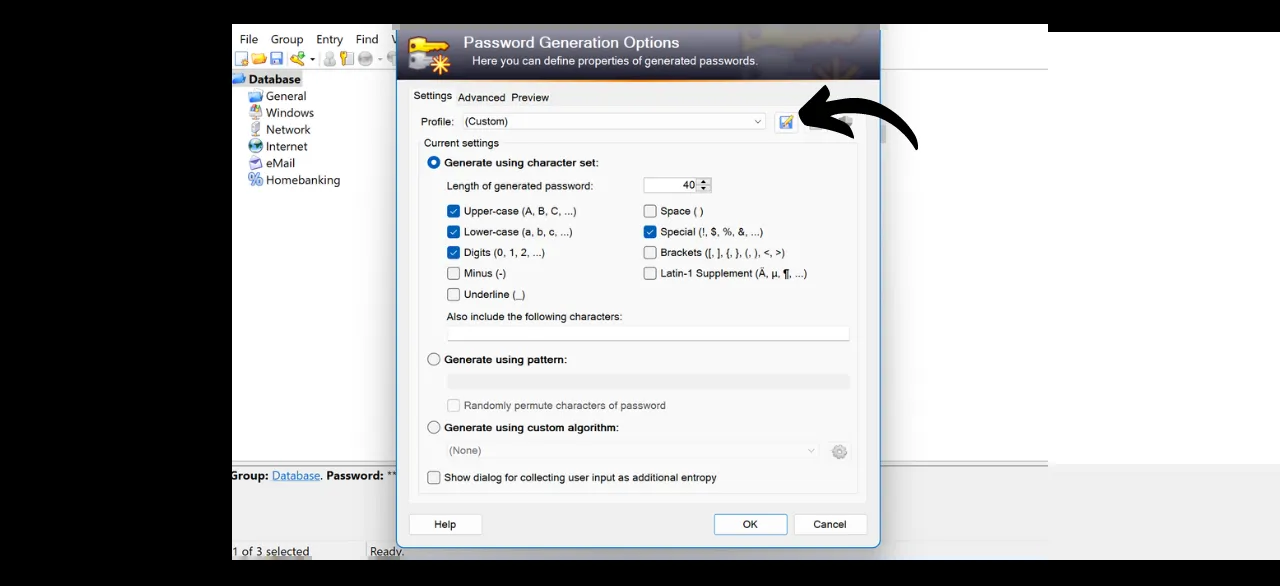 File Group Entry Find
Database
General
Windows
Network
Internet
eMail
Homebanking
Password Generation Options
Here you can define properties of generated passwords.
Settings Advanced Preview
Profile: (Custom)
Current settings
Generate using character set:
Length of generated password: 40
Upper-case (A, B, C, ...) Space ( )
Lower-case (a, b, c, ...) Special (!, $, %, &, ...)
Digits (0, 1, 2, ...) Brackets ([, ], {, }, (, ), <, >)
Minus (-) Latin-1 Supplement (Ä, µ, ¶, ...)
Underline (_)
Also include the following characters:
Generate using pattern:
Randomly permute characters of password
Generate using custom algorithm:
(None)
Show dialog for collecting user input as additional entropy
Help OK Cancel
Group: Database. Password: **
1 of 3 selected Ready.